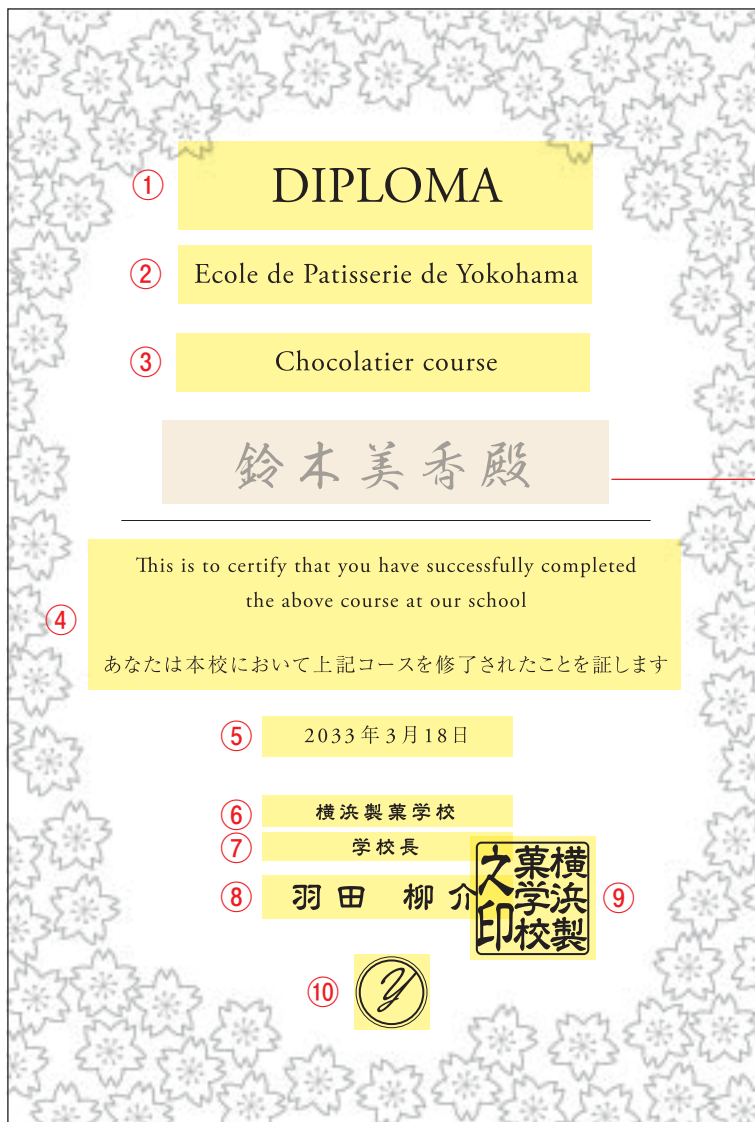 ① DIPLOMA
② Ecole de Patisserie de Yokohama
③ Chocolatier course
鈴木美香殿
④ This is to certify that you have successfully completed
the above course at our school
あなたは本校において上記コースを修了されたことを証します
⑤ 2033年3月18日
⑥ 横浜製菓学校
⑦ 学校長
⑧ 羽田 柳介
横浜製菓学校之印 ⑨
⑩ Y